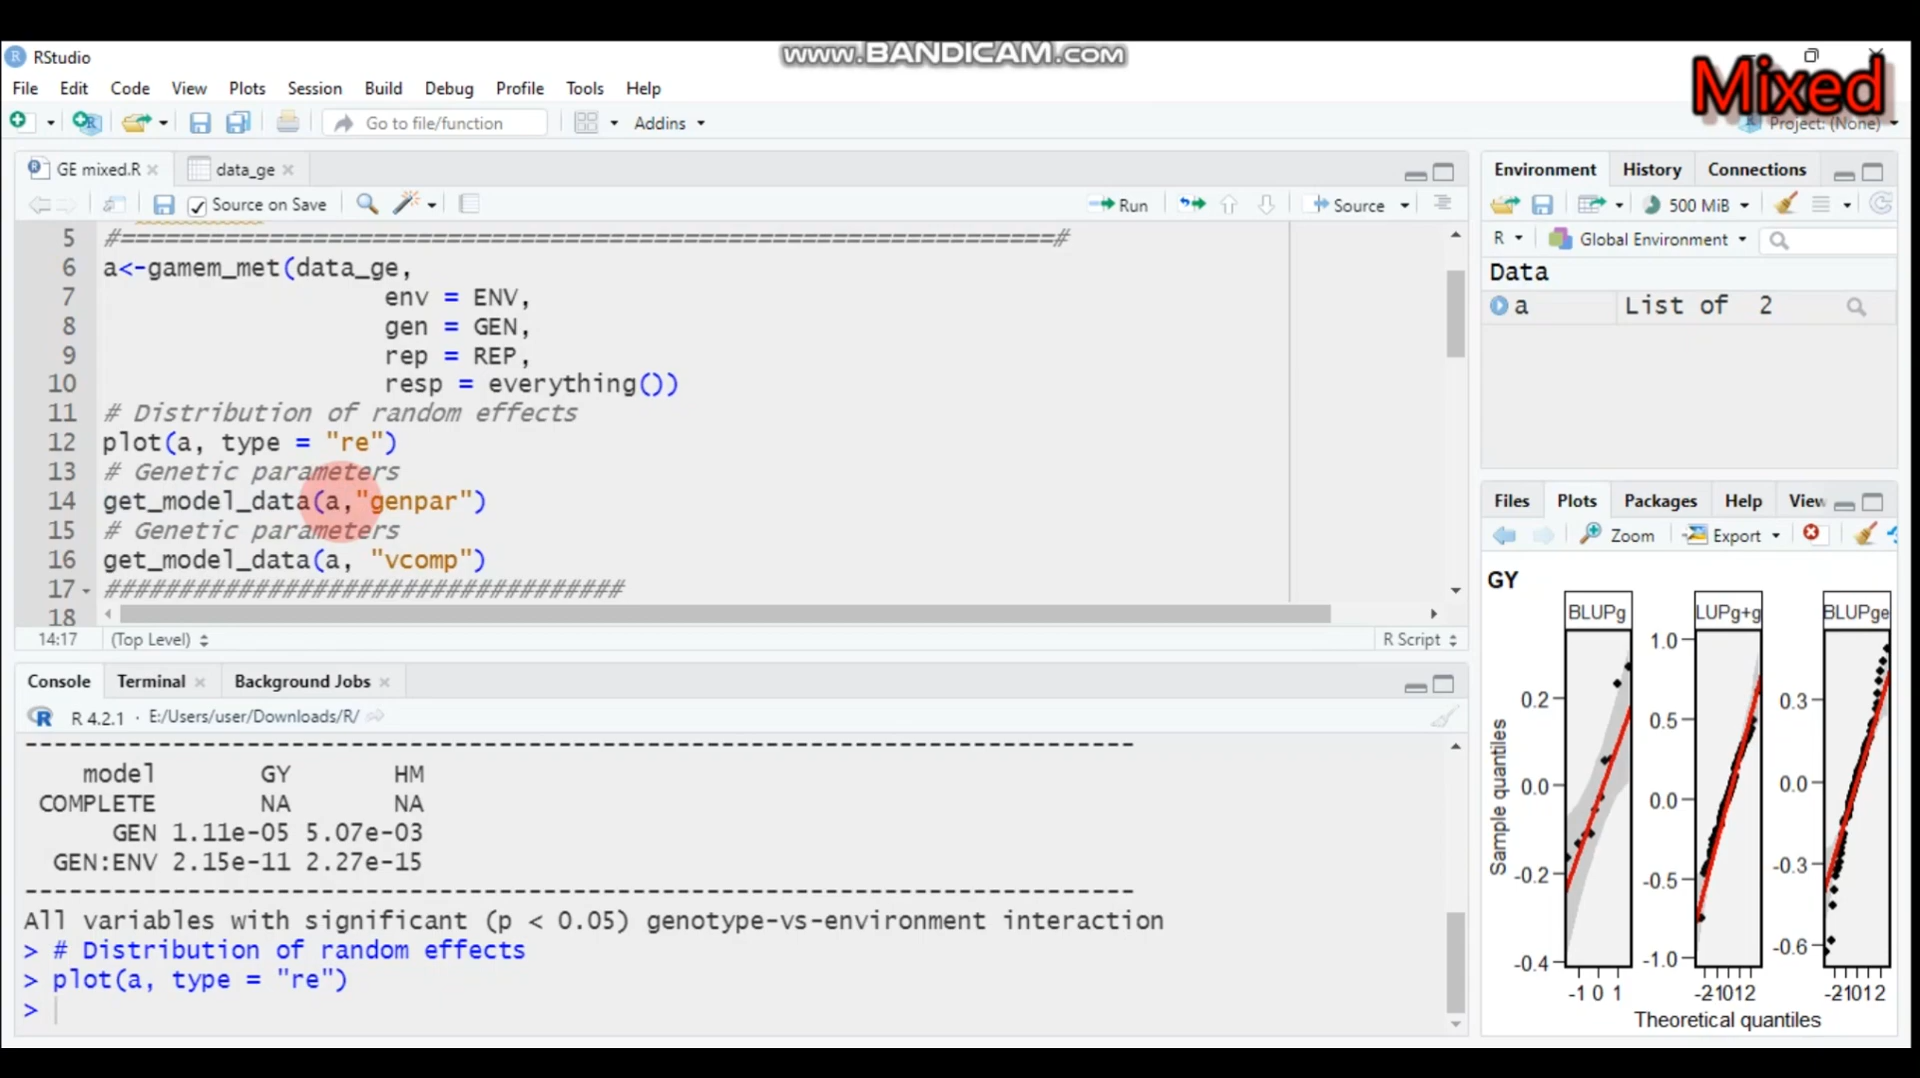 www.BANDICAM.com
RStudio
Mixed
File Edit Code View Plots Session Build Debug Profile Tools Help
Go to file/function
Addins
Project: (None)
GE mixed.R
data_ge
Source on Save
Run
Source
5 #===============================================================#
6 a<-gamem_met(data_ge,
7 env = ENV,
8 gen = GEN,
9 rep = REP,
10 resp = everything())
11 # Distribution of random effects
12 plot(a, type = "re")
13 # Genetic parameters
14 get_model_data(a,"genpar")
15 # Genetic parameters
16 get_model_data(a, "vcomp")
17 ###################################
18
14:17 (Top Level) R Script
Console Terminal Background Jobs
R 4.2.1 · E:/Users/user/Downloads/R/
---------------------------------------------------------------------------
model GY HM
COMPLETE NA NA
GEN 1.11e-05 5.07e-03
GEN:ENV 2.15e-11 2.27e-15
---------------------------------------------------------------------------
All variables with significant (p < 0.05) genotype-vs-environment interaction
> # Distribution of random effects
> plot(a, type = "re")
>
Environment History Connections
500 MiB
R Global Environment
Data
a List of 2
Files Plots Packages Help View
Zoom Export
GY
BLUPg LUPg+g BLUPge
0.2
0.0
-0.2
-0.4
1.0
0.5
0.0
-0.5
-1.0
0.3
0.0
-0.3
-0.6
Sample quantiles
-1 0 1 -21012 -21012
Theoretical quantiles